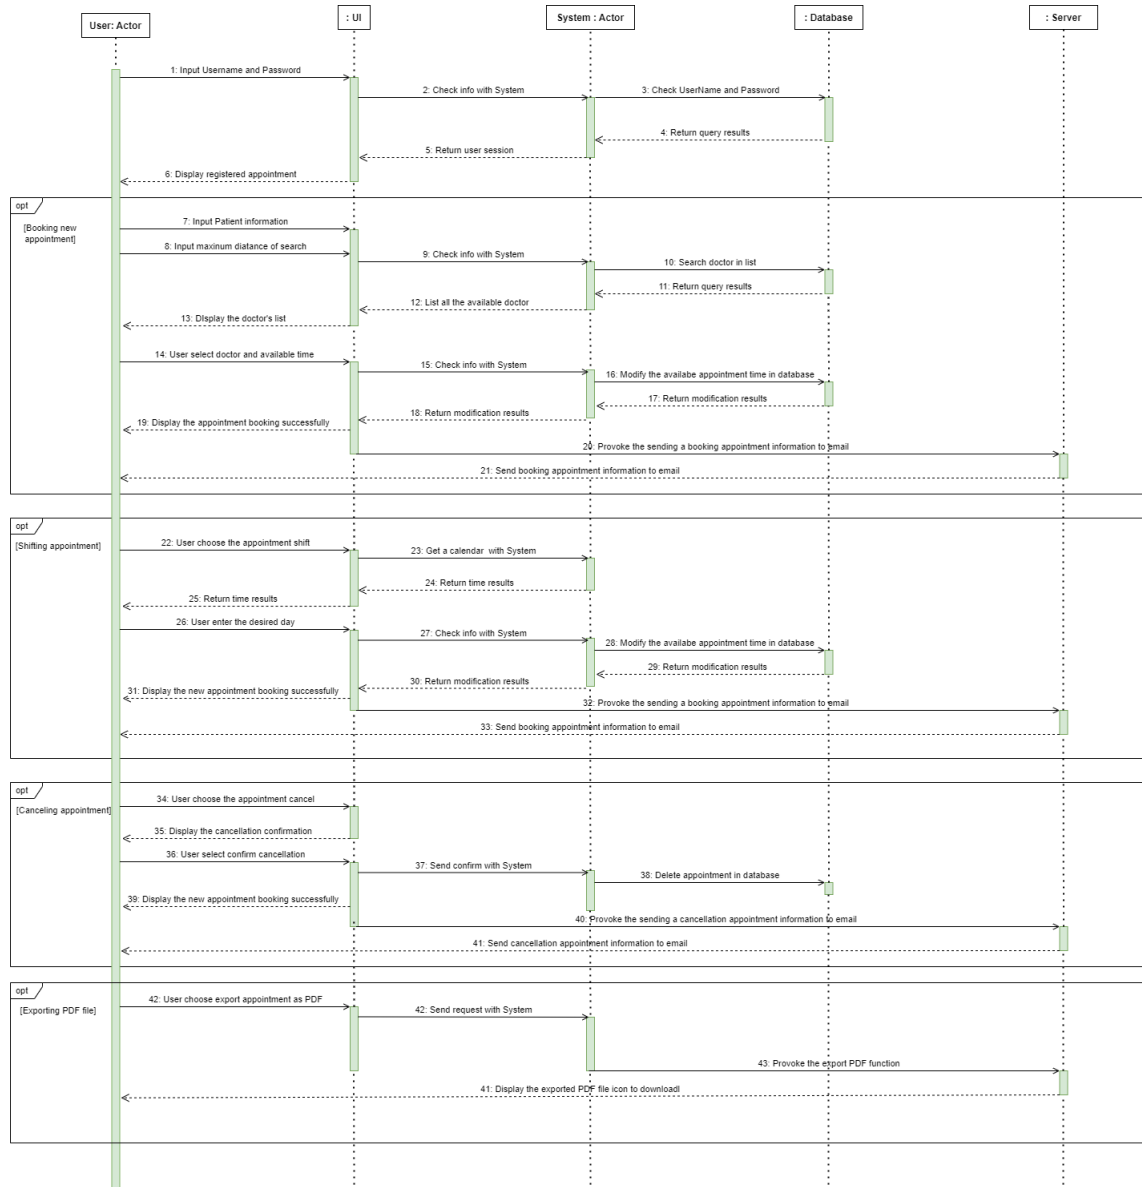 User: Actor
: UI
System : Actor
: Database
: Server
1: Input Username and Password
2: Check info with System
3: Check UserName and Password
4: Return query results
5: Return user session
6: Display registered appointment
opt
[Booking new
appointment]
7: Input Patient information
8: Input maxinum diatance of search
9: Check info with System
10: Search doctor in list
11: Return query results
12: List all the available doctor
13: DIsplay the doctor's list
14: User select doctor and available time
15: Check info with System
16: Modify the availabe appointment time in database
17: Return modification results
18: Return modification results
19: Display the appointment booking successfully
20: Provoke the sending a booking appointment information to email
21: Send booking appointment information to email
opt
[Shifting appointment]
22: User choose the appointment shift
23: Get a calendar with System
24: Return time results
25: Return time results
26: User enter the desired day
27: Check info with System
28: Modify the availabe appointment time in database
29: Return modification results
30: Return modification results
31: Display the new appointment booking successfully
32: Provoke the sending a booking appointment information to email
33: Send booking appointment information to email
opt
[Canceling appointment]
34: User choose the appointment cancel
35: Display the cancellation confirmation
36: User select confirm cancellation
37: Send confirm with System
38: Delete appointment in database
39: Display the new appointment booking successfully
40: Provoke the sending a cancellation appointment information to email
41: Send cancellation appointment information to email
opt
[Exporting PDF file]
42: User choose export appointment as PDF
42: Send request with System
43: Provoke the export PDF function
41: Display the exported PDF file icon to downloadl